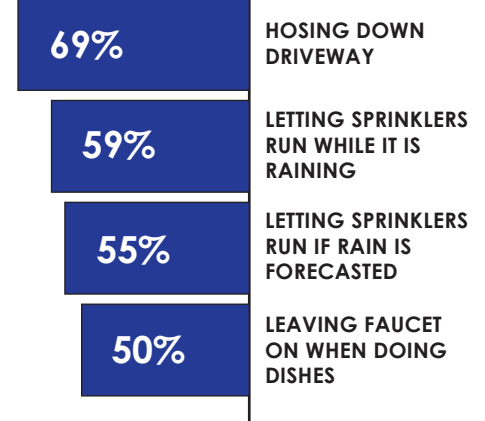 69%
HOSING DOWN
DRIVEWAY
59%
LETTING SPRINKLERS
RUN WHILE IT IS
RAINING
55%
LETTING SPRINKLERS
RUN IF RAIN IS
FORECASTED
50%
LEAVING FAUCET
ON WHEN DOING
DISHES